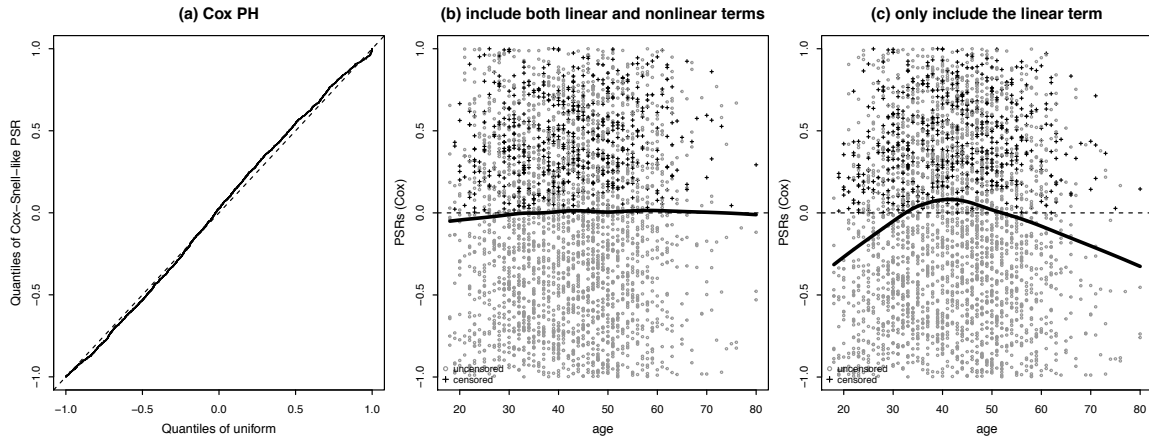 (a) Cox PH
Quantiles of Cox−Snell−like PSR
1.0
0.5
0.0
−0.5
−1.0
−1.0 −0.5 0.0 0.5 1.0
Quantiles of uniform
(b) include both linear and nonlinear terms
PSRs (Cox)
1.0
0.5
0.0
−0.5
−1.0
uncensored
censored
20 30 40 50 60 70 80
age
(c) only include the linear term
PSRs (Cox)
1.0
0.5
0.0
−0.5
−1.0
uncensored
censored
20 30 40 50 60 70 80
age